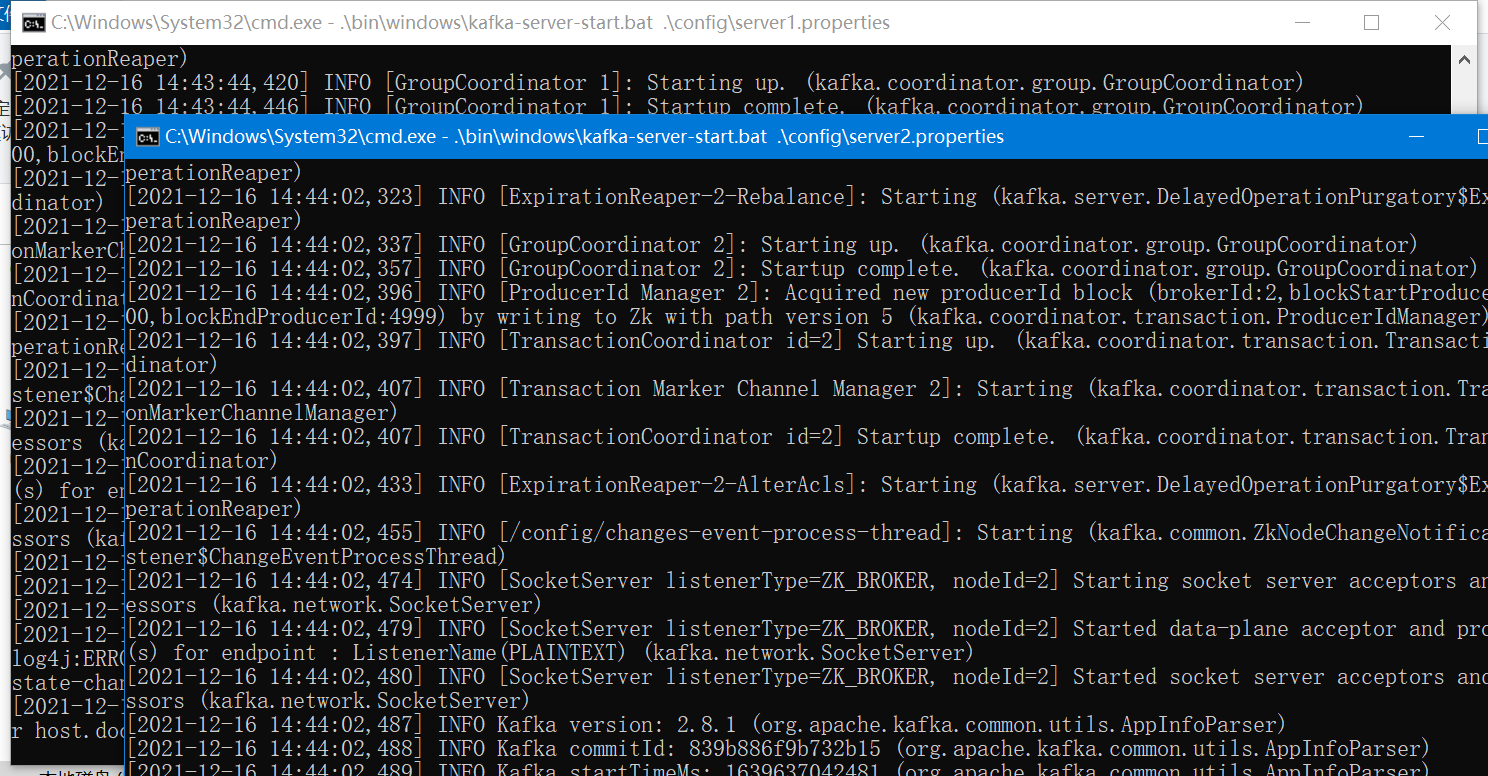 C:\Windows\System32\cmd.exe - .\bin\windows\kafka-server-start.bat  .\config\server1.properties
perationReaper)
[2021-12-16 14:43:44,420] INFO [GroupCoordinator 1]: Starting up. (kafka.coordinator.group.GroupCoordinator)
[2021-12-16 14:43:44,446] INFO [GroupCoordinator 1]: Startup complete. (kafka.coordinator.group.GroupCoordinator)
[2021-12-1
00,blockEn
[2021-12-
dinator)
[2021-12-
onMarkerCh
[2021-12-
nCoordinat
[2021-12-
perationRe
[2021-12-
stener$Cha
[2021-12-
essors (ka
[2021-12-
(s) for en
[2021-12-
ssors (kaf
[2021-12-
[2021-12-
[2021-12-
[2021-12-
log4j:ERRO
state-chan
[2021-12-
r host.doc
C:\Windows\System32\cmd.exe - .\bin\windows\kafka-server-start.bat  .\config\server2.properties
perationReaper)
[2021-12-16 14:44:02,323] INFO [ExpirationReaper-2-Rebalance]: Starting (kafka.server.DelayedOperationPurgatory$Ex
perationReaper)
[2021-12-16 14:44:02,337] INFO [GroupCoordinator 2]: Starting up. (kafka.coordinator.group.GroupCoordinator)
[2021-12-16 14:44:02,357] INFO [GroupCoordinator 2]: Startup complete. (kafka.coordinator.group.GroupCoordinator)
[2021-12-16 14:44:02,396] INFO [ProducerId Manager 2]: Acquired new producerId block (brokerId:2,blockStartProduce
00,blockEndProducerId:4999) by writing to Zk with path version 5 (kafka.coordinator.transaction.ProducerIdManager)
[2021-12-16 14:44:02,397] INFO [TransactionCoordinator id=2] Starting up. (kafka.coordinator.transaction.Transacti
dinator)
[2021-12-16 14:44:02,407] INFO [Transaction Marker Channel Manager 2]: Starting (kafka.coordinator.transaction.Tra
onMarkerChannelManager)
[2021-12-16 14:44:02,407] INFO [TransactionCoordinator id=2] Startup complete. (kafka.coordinator.transaction.Tran
nCoordinator)
[2021-12-16 14:44:02,433] INFO [ExpirationReaper-2-AlterAcls]: Starting (kafka.server.DelayedOperationPurgatory$Ex
perationReaper)
[2021-12-16 14:44:02,455] INFO [/config/changes-event-process-thread]: Starting (kafka.common.ZkNodeChangeNotifica
stener$ChangeEventProcessThread)
[2021-12-16 14:44:02,474] INFO [SocketServer listenerType=ZK_BROKER, nodeId=2] Starting socket server acceptors an
essors (kafka.network.SocketServer)
[2021-12-16 14:44:02,479] INFO [SocketServer listenerType=ZK_BROKER, nodeId=2] Started data-plane acceptor and pro
(s) for endpoint : ListenerName(PLAINTEXT) (kafka.network.SocketServer)
[2021-12-16 14:44:02,480] INFO [SocketServer listenerType=ZK_BROKER, nodeId=2] Started socket server acceptors and
ssors (kafka.network.SocketServer)
[2021-12-16 14:44:02,487] INFO Kafka version: 2.8.1 (org.apache.kafka.common.utils.AppInfoParser)
[2021-12-16 14:44:02,488] INFO Kafka commitId: 839b886f9b732b15 (org.apache.kafka.common.utils.AppInfoParser)
[2021-12-16 14:44:02,489] INFO Kafka startTimeMs: 1639637042481 (org.apache.kafka.common.utils.AppInfoParser)